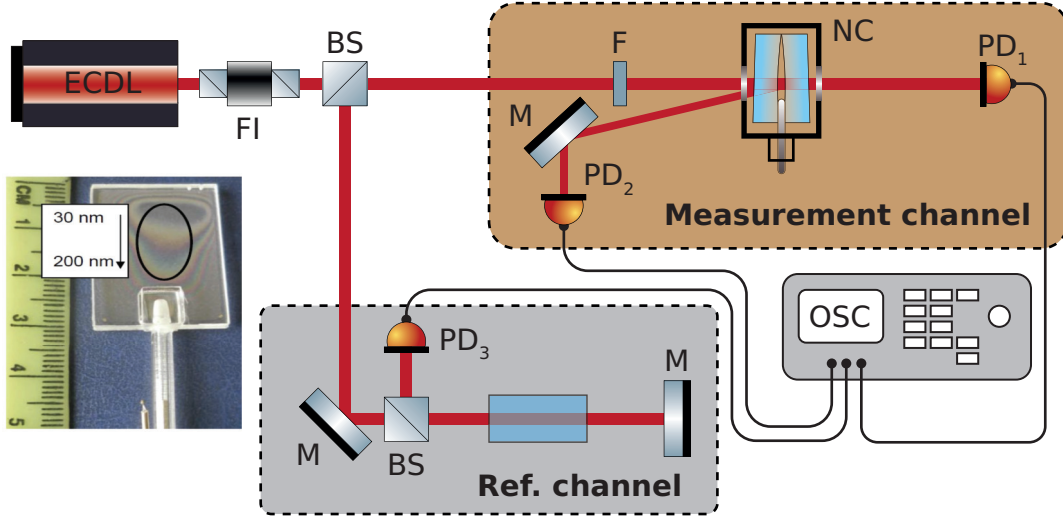 ECDL
FI
BS
F
NC
PD1
M
PD2
Measurement channel
CM
1
2
3
4
5
30 nm
200 nm
OSC
PD3
M
M
BS
Ref. channel